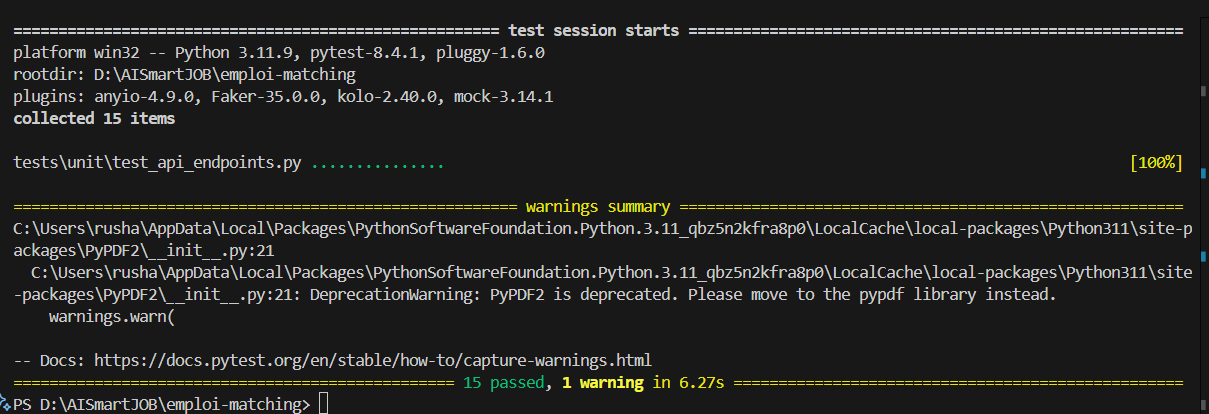 ==================================================== test session starts =====================================================
platform win32 -- Python 3.11.9, pytest-8.4.1, pluggy-1.6.0
rootdir: D:\AISmartJOB\emploi-matching
plugins: anyio-4.9.0, Faker-35.0.0, kolo-2.40.0, mock-3.14.1
collected 15 items
tests\unit\test_api_endpoints.py ............... [100%]
====================================================== warnings summary ======================================================
C:\Users\rusha\AppData\Local\Packages\PythonSoftwareFoundation.Python.3.11_qbz5n2kfra8p0\LocalCache\local-packages\Python311\site-p
ackages\PyPDF2\__init__.py:21
C:\Users\rusha\AppData\Local\Packages\PythonSoftwareFoundation.Python.3.11_qbz5n2kfra8p0\LocalCache\local-packages\Python311\site
-packages\PyPDF2\__init__.py:21: DeprecationWarning: PyPDF2 is deprecated. Please move to the pypdf library instead.
warnings.warn(
-- Docs: https://docs.pytest.org/en/stable/how-to/capture-warnings.html
=============================================== 15 passed, 1 warning in 6.27s ================================================
PS D:\AISmartJOB\emploi-matching>